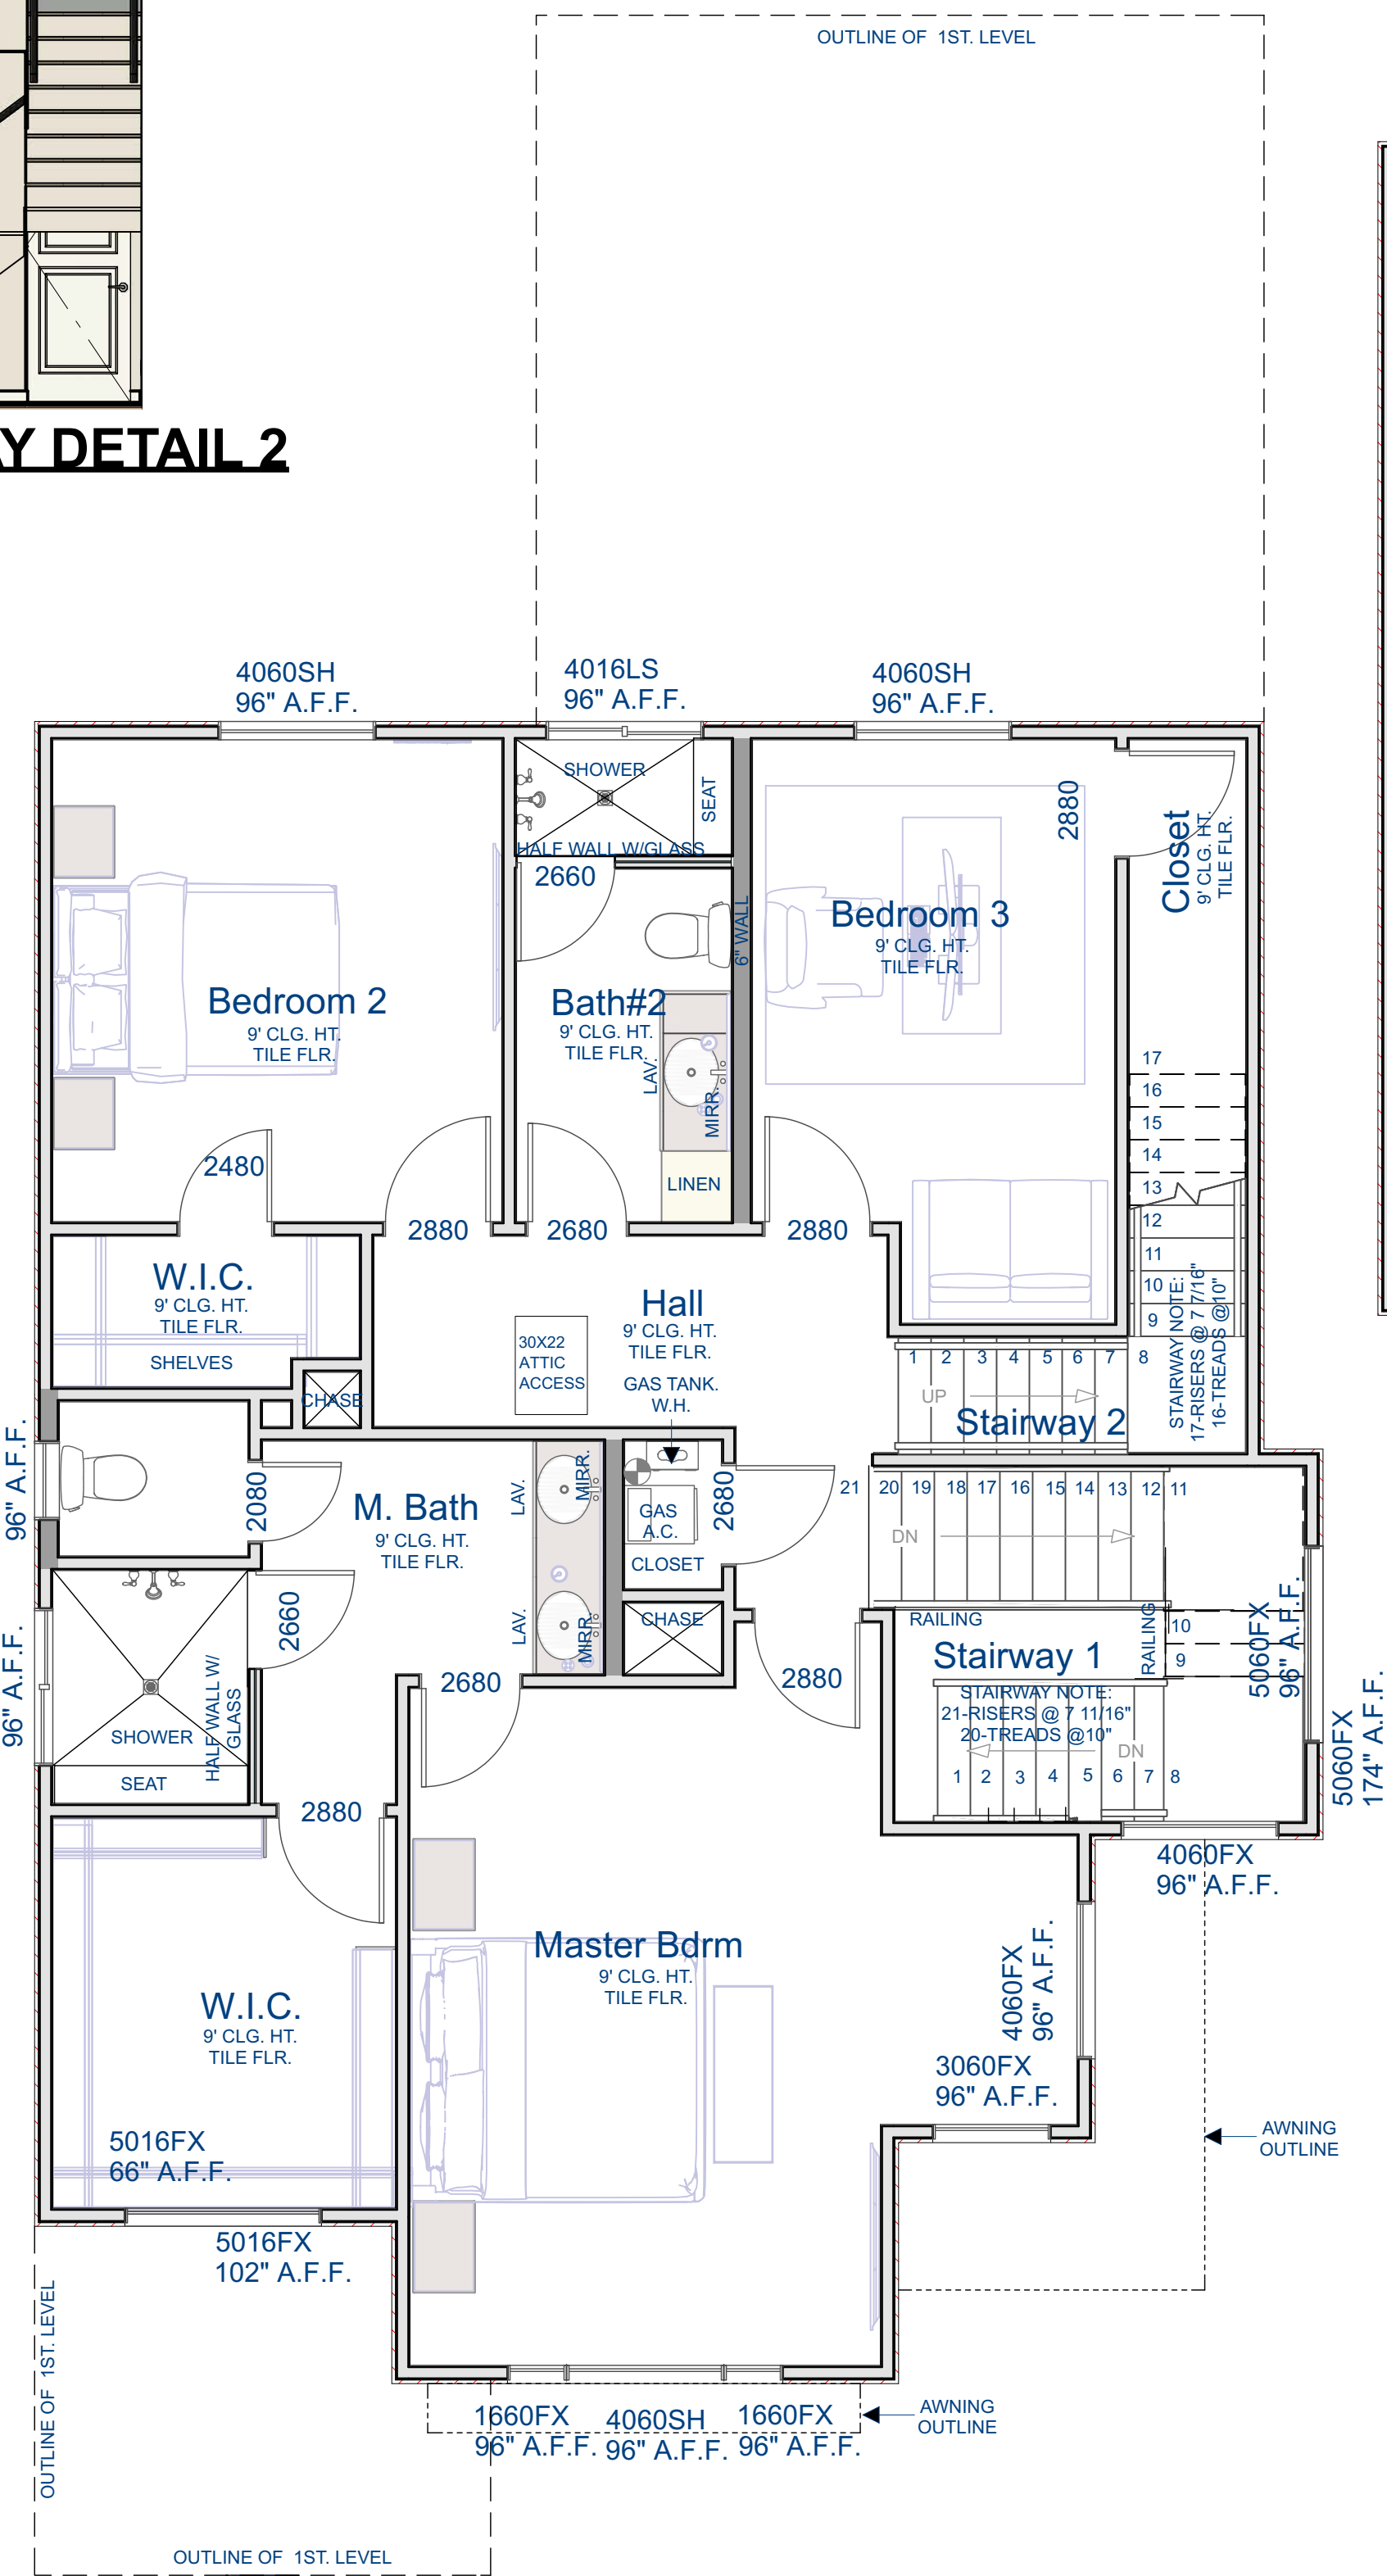 OUTLINE OF 1ST. LEVEL
Y DETAIL 2
4060SH
96" A.F.F.
4016LS
96" A.F.F.
4060SH
96" A.F.F.
SHOWER
SEAT
HALF WALL W/GLASS
2660
2880
Closet
9' CLG. HT.
TILE FLR.
6" WALL
Bedroom 3
9' CLG. HT.
TILE FLR.
Bedroom 2
9' CLG. HT.
TILE FLR.
Bath#2
9' CLG. HT.
TILE FLR.
LAV.
MIRR.
LINEN
17
16
15
14
13
12
11
10
9
2480
2880
2680
2880
W.I.C.
9' CLG. HT.
TILE FLR.
SHELVES
CHASE
Hall
9' CLG. HT.
TILE FLR.
30X22
ATTIC
ACCESS
GAS TANK.
W.H.
1 2 3 4 5 6 7 8
UP
Stairway 2
STAIRWAY NOTE:
17-RISERS @ 7 7/16"
16-TREADS @10"
96" A.F.F.
2080
M. Bath
9' CLG. HT.
TILE FLR.
LAV.
MIRR.
GAS
A.C.
CLOSET
2680
21 20 19 18 17 16 15 14 13 12 11
DN
96" A.F.F.
2660
LAV.
MIRR.
CHASE
RAILING
RAILING
10
9
5060FX
96" A.F.F.
Stairway 1
STAIRWAY NOTE:
21-RISERS @ 7 11/16"
20-TREADS @10"
DN
1 2 3 4 5 6 7 8
5060FX
174" A.F.F.
SHOWER
SEAT
HALF WALL W/
GLASS
2680
2880
2880
4060FX
96" A.F.F.
Master Bdrm
9' CLG. HT.
TILE FLR.
4060FX
96" A.F.F.
3060FX
96" A.F.F.
W.I.C.
9' CLG. HT.
TILE FLR.
5016FX
66" A.F.F.
AWNING
OUTLINE
5016FX
102" A.F.F.
OUTLINE OF 1ST. LEVEL
1660FX
96" A.F.F.
4060SH
96" A.F.F.
1660FX
96" A.F.F.
AWNING
OUTLINE
OUTLINE OF 1ST. LEVEL